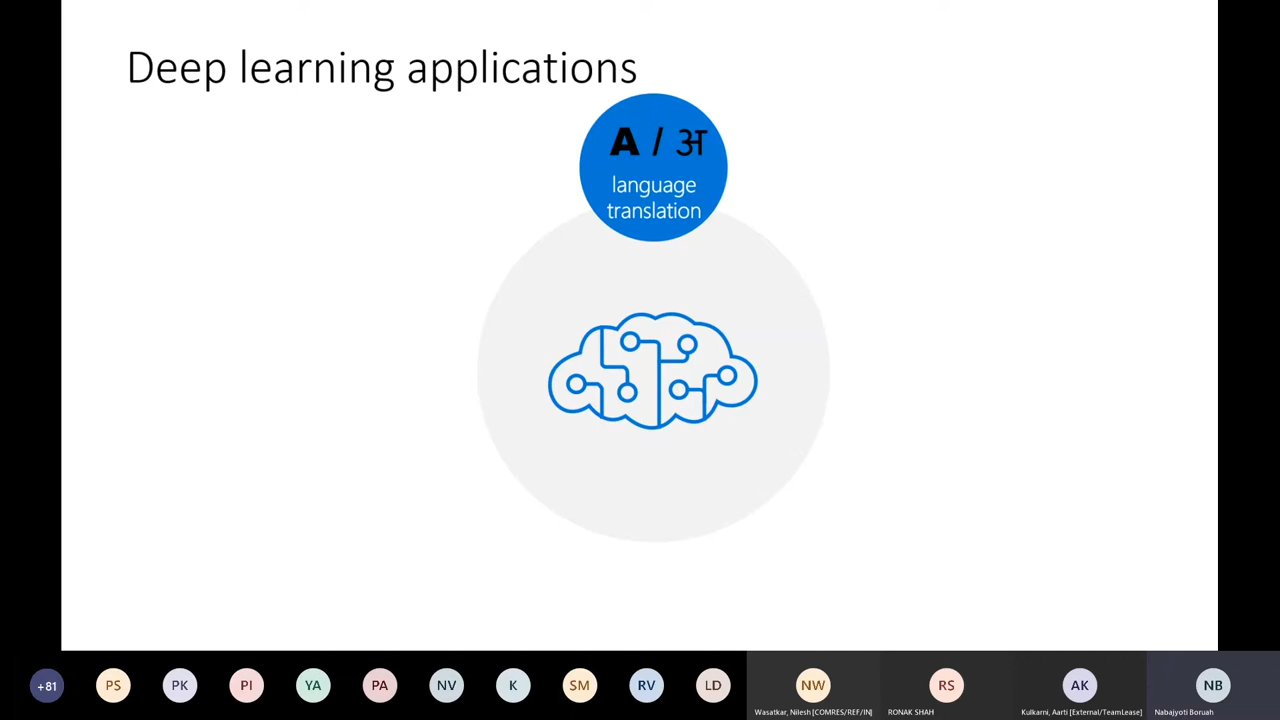 Deep learning applications
A / अ
language
translation
+81
PS
PK
PI
YA
PA
NV
K
SM
RV
LD
NW
RS
AK
NB
Wasatkar, Nilesh [COMRES/REF/IN]
RONAK SHAH
Kulkarni, Aarti [External/TeamLease]
Nabajyoti Boruah